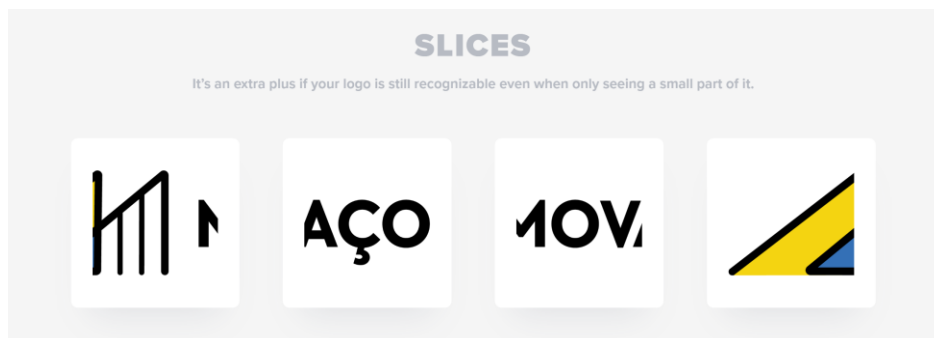 SLICES
It's an extra plus if your logo is still recognizable even when only seeing a small part of it.
N
AÇO
MOVA